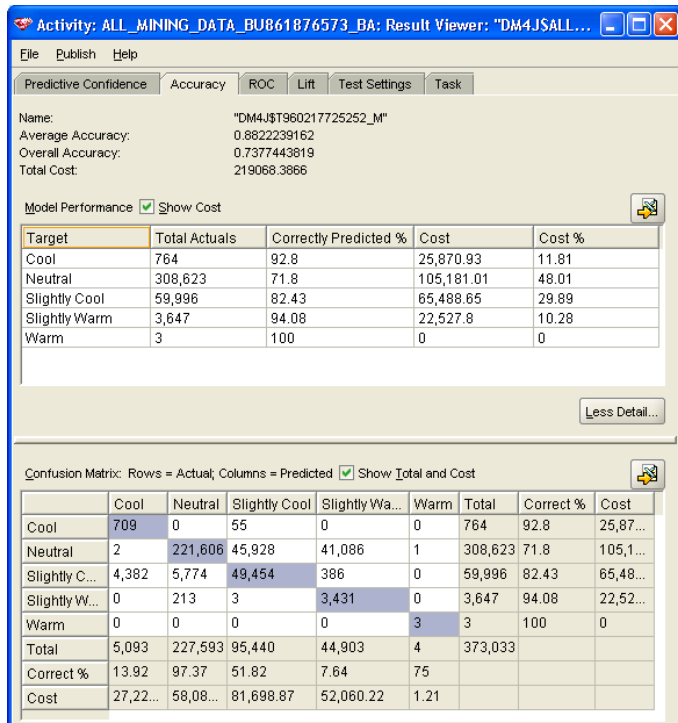 Activity: ALL_MINING_DATA_BU861876573_BA: Result Viewer: "DM4J$ALL...
File Publish Help
Predictive Confidence Accuracy ROC Lift Test Settings Task
Name: "DM4J$T960217725252_M"
Average Accuracy: 0.8822239162
Overall Accuracy: 0.7377443819
Total Cost: 219068.3866
Model Performance Show Cost
Target Total Actuals Correctly Predicted % Cost Cost %
Cool 764 92.8 25,870.93 11.81
Neutral 308,623 71.8 105,181.01 48.01
Slightly Cool 59,996 82.43 65,488.65 29.89
Slightly Warm 3,647 94.08 22,527.8 10.28
Warm 3 100 0 0
Less Detail...
Confusion Matrix: Rows = Actual; Columns = Predicted Show Total and Cost
Cool Neutral Slightly Cool Slightly Wa... Warm Total Correct % Cost
Cool 709 0 55 0 0 764 92.8 25,87...
Neutral 2 221,606 45,928 41,086 1 308,623 71.8 105,1...
Slightly C... 4,382 5,774 49,454 386 0 59,996 82.43 65,48...
Slightly W... 0 213 3 3,431 0 3,647 94.08 22,52...
Warm 0 0 0 0 3 3 100 0
Total 5,093 227,593 95,440 44,903 4 373,033
Correct % 13.92 97.37 51.82 7.64 75
Cost 27,22... 58,08... 81,698.87 52,060.22 1.21